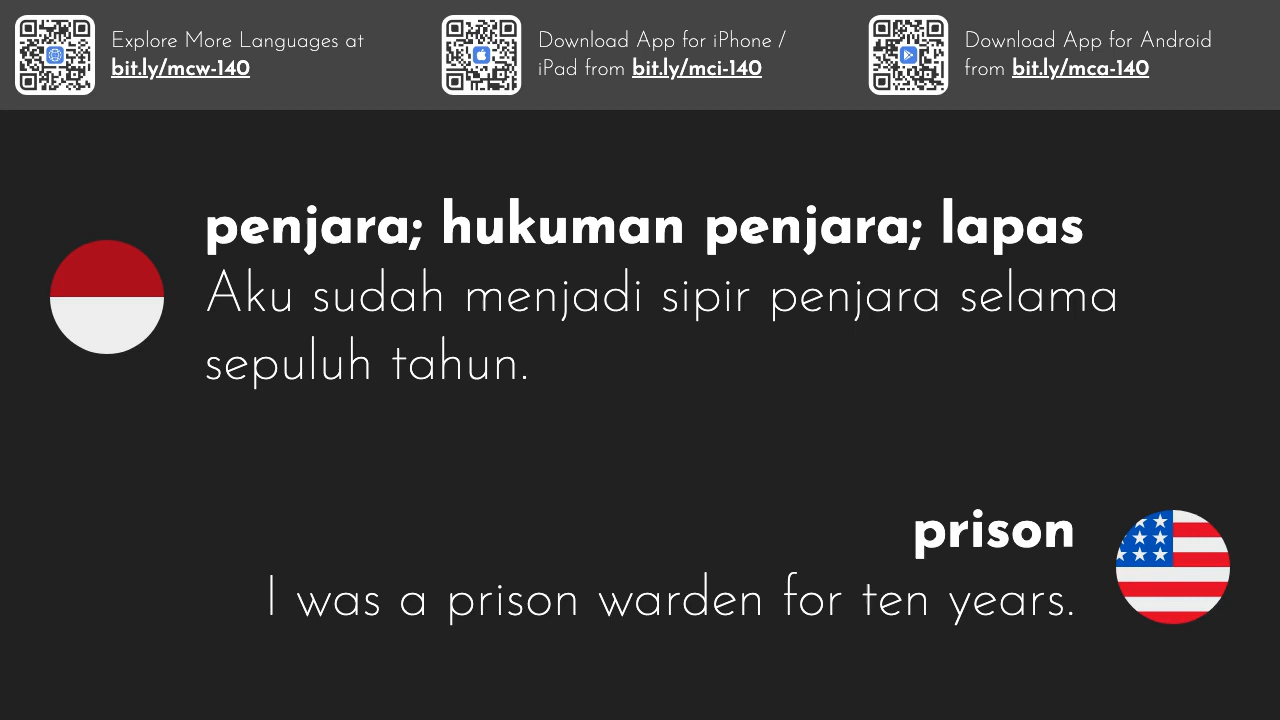 Explore More Languages at
bit.ly/mcw-140
Download App for iPhone /
iPad from bit.ly/mci-140
Download App for Android
from bit.ly/mca-140
penjara; hukuman penjara; lapas
Aku sudah menjadi sipir penjara selama
sepuluh tahun.
prison
I was a prison warden for ten years.